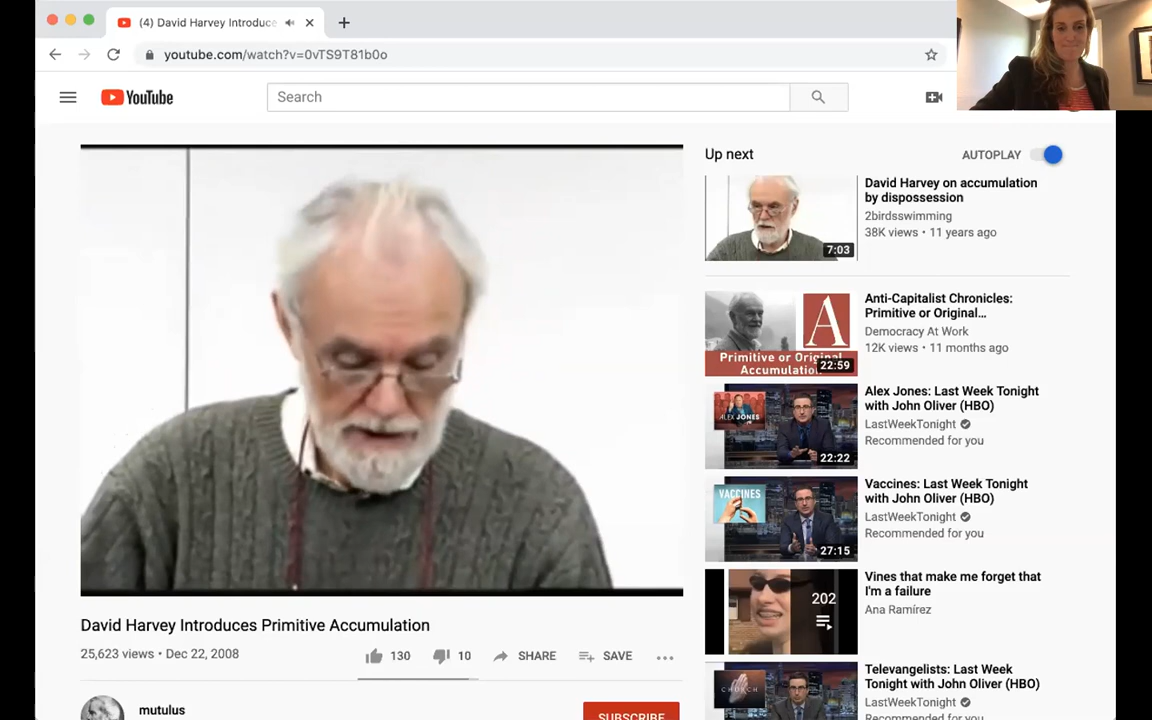 (4) David Harvey Introduce
youtube.com/watch?v=0vTS9T81b0o
YouTube
Search
Up next
AUTOPLAY
David Harvey on accumulation
by dispossession
2birdsswimming
38K views • 11 years ago
7:03
Anti-Capitalist Chronicles:
Primitive or Original…
Democracy At Work
12K views • 11 months ago
A
Primitive or Original
Accumulation
22:59
Alex Jones: Last Week Tonight
with John Oliver (HBO)
LastWeekTonight
Recommended for you
ALEX JONES
22:22
Vaccines: Last Week Tonight
with John Oliver (HBO)
LastWeekTonight
Recommended for you
VACCINES
27:15
Vines that make me forget that
I'm a failure
Ana Ramírez
202
Televangelists: Last Week
Tonight with John Oliver (HBO)
LastWeekTonight
Recommended for you
CHURCH
David Harvey Introduces Primitive Accumulation
25,623 views • Dec 22, 2008
130
10
SHARE
SAVE
mutulus
SUBSCRIBE